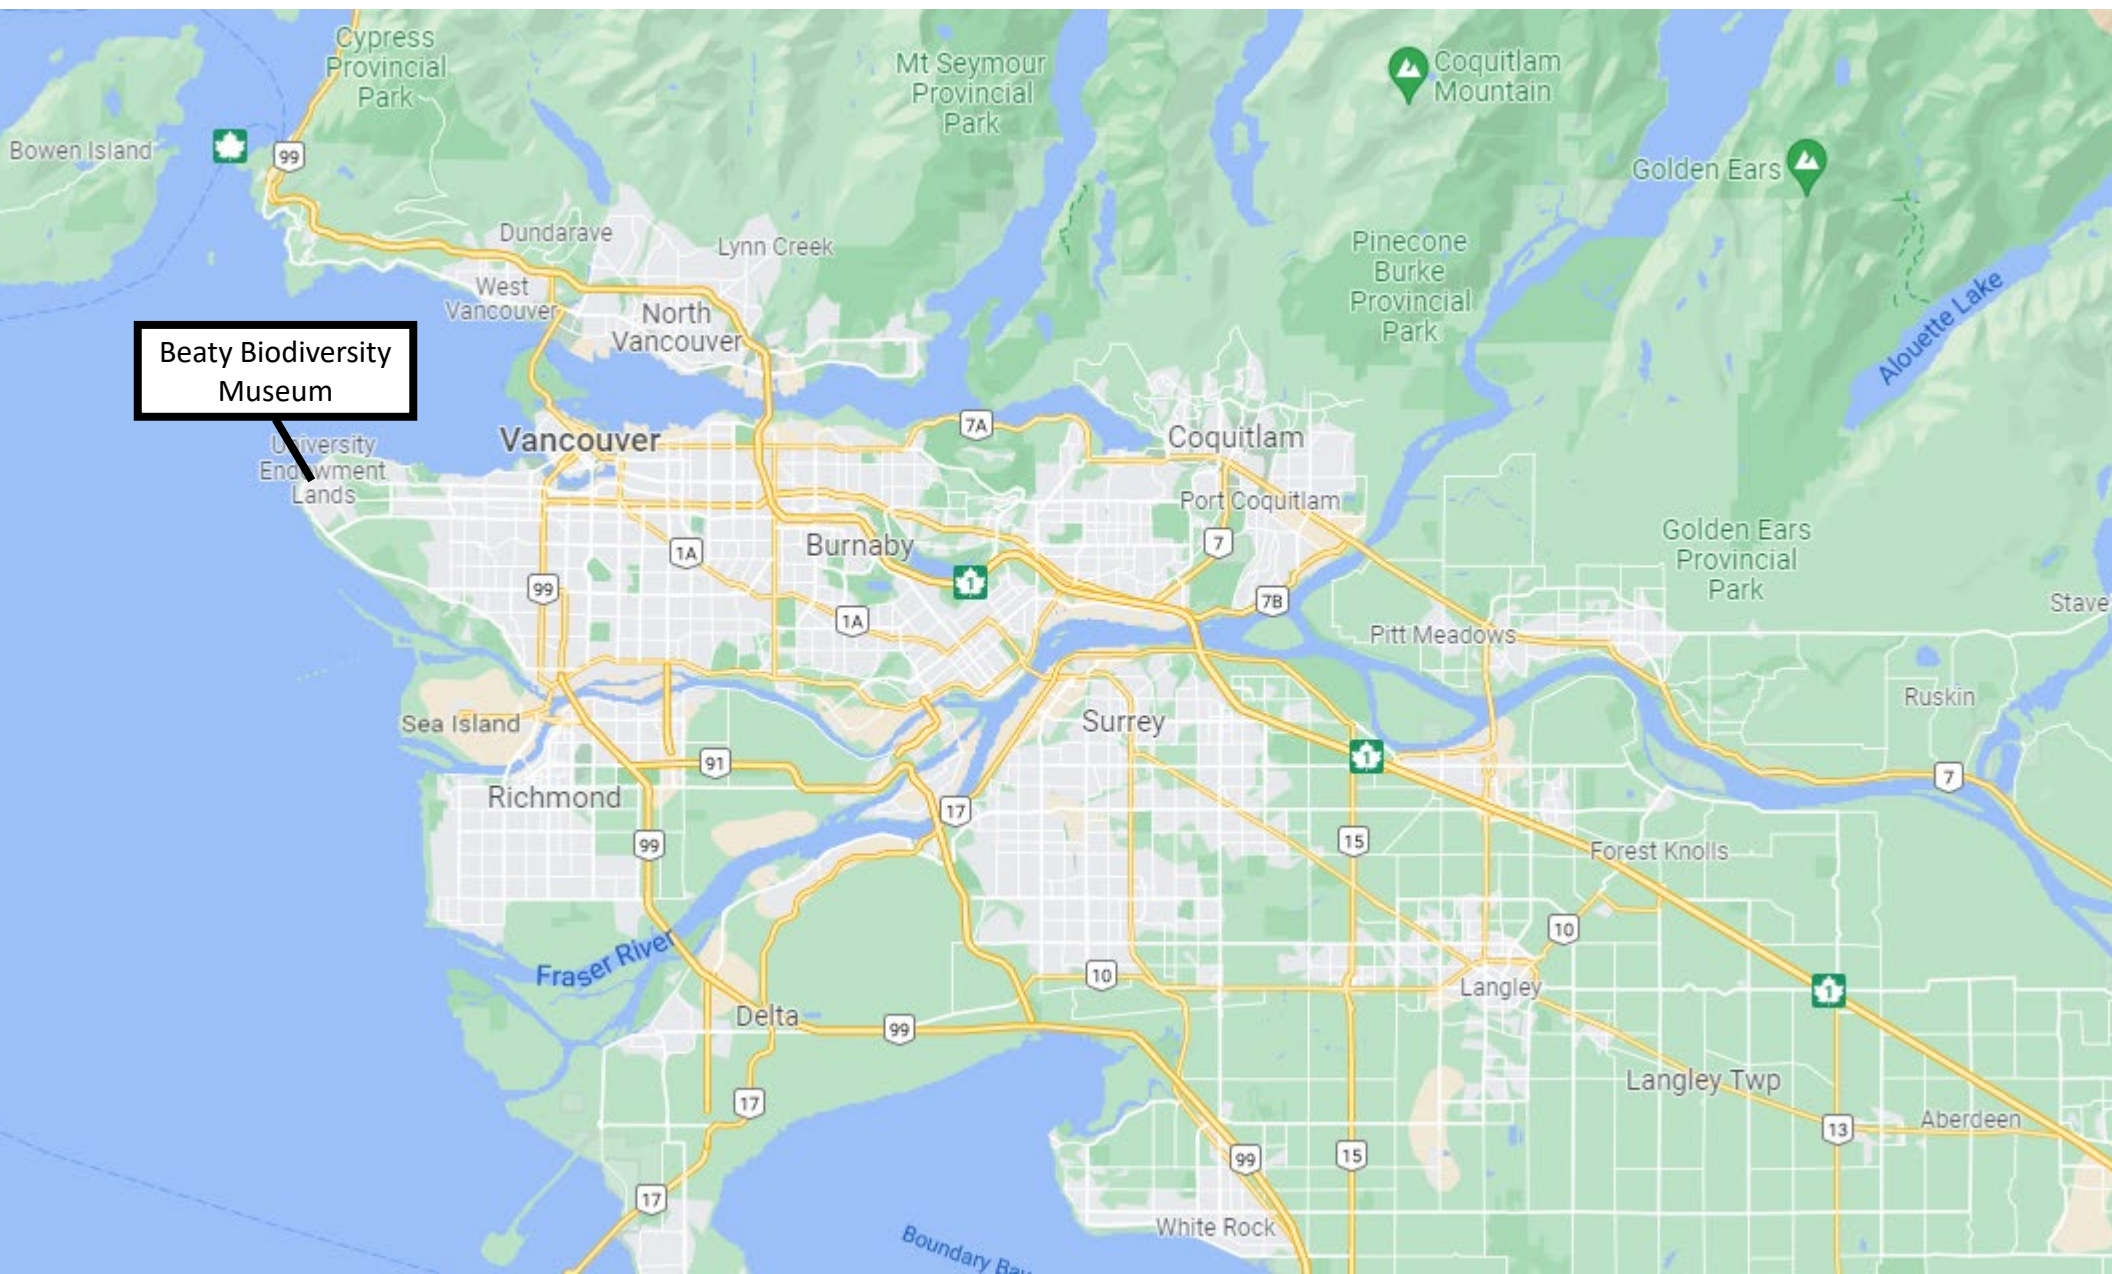 Cypress
Provincial
Park
Mt Seymour
Provincial
Park
Coquitlam
Mountain
Bowen Island
99
Golden Ears
Dundarave
Lynn Creek
Pinecone
Burke
Provincial
Park
West
Vancouver
North
Vancouver
Alouette Lake
Beaty Biodiversity
Museum
University
Endowment
Lands
Vancouver
7A
Coquitlam
Port Coquitlam
Golden Ears
Provincial
Park
1A
Burnaby
7
1
99
7B
Stave
1A
Pitt Meadows
Ruskin
Sea Island
Surrey
91
1
7
Richmond
17
99
15
Forest Knolls
10
Fraser River
10
Langley
1
Delta
99
Langley Twp
17
13
Aberdeen
99
15
17
White Rock
Boundary Bay